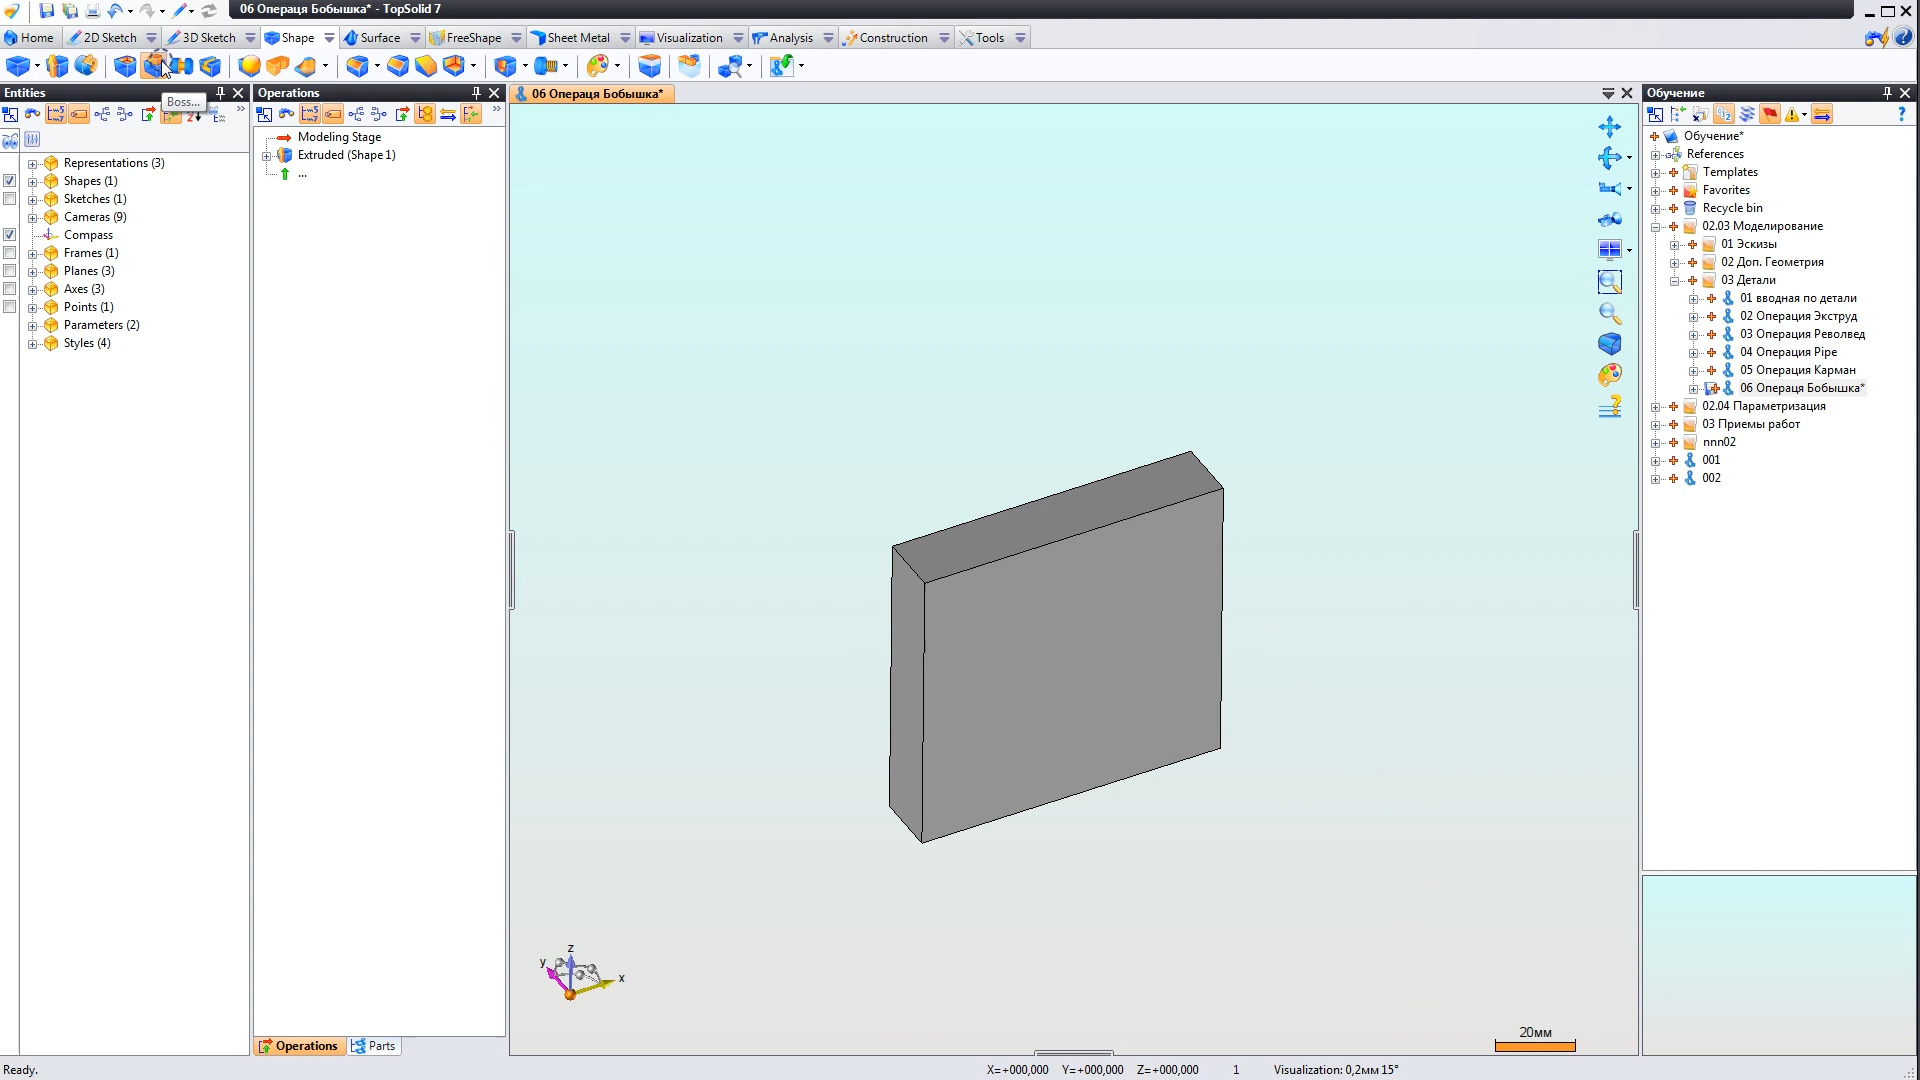 06 Операця Бобышка* - TopSolid 7
Home
2D Sketch
3D Sketch
Shape
Surface
FreeShape
Sheet Metal
Visualization
Analysis
Construction
Tools
Entities
Boss...
Representations (3)
Shapes (1)
Sketches (1)
Cameras (9)
Compass
Frames (1)
Planes (3)
Axes (3)
Points (1)
Parameters (2)
Styles (4)
Operations
Modeling Stage
Extruded (Shape 1)
...
Operations
Parts
06 Операця Бобышка*
z
y
x
20мм
Обучение
Обучение*
References
Templates
Favorites
Recycle bin
02.03 Моделирование
01 Эскизы
02 Доп. Геометрия
03 Детали
01 вводная по детали
02 Операция Экструд
03 Операция Револвед
04 Операция Pipe
05 Операция Карман
06 Операця Бобышка*
02.04 Параметризация
03 Приемы работ
nnn02
001
002
Ready.
X=+000,000 Y=+000,000 Z=+000,000 1 Visualization: 0,2мм 15°